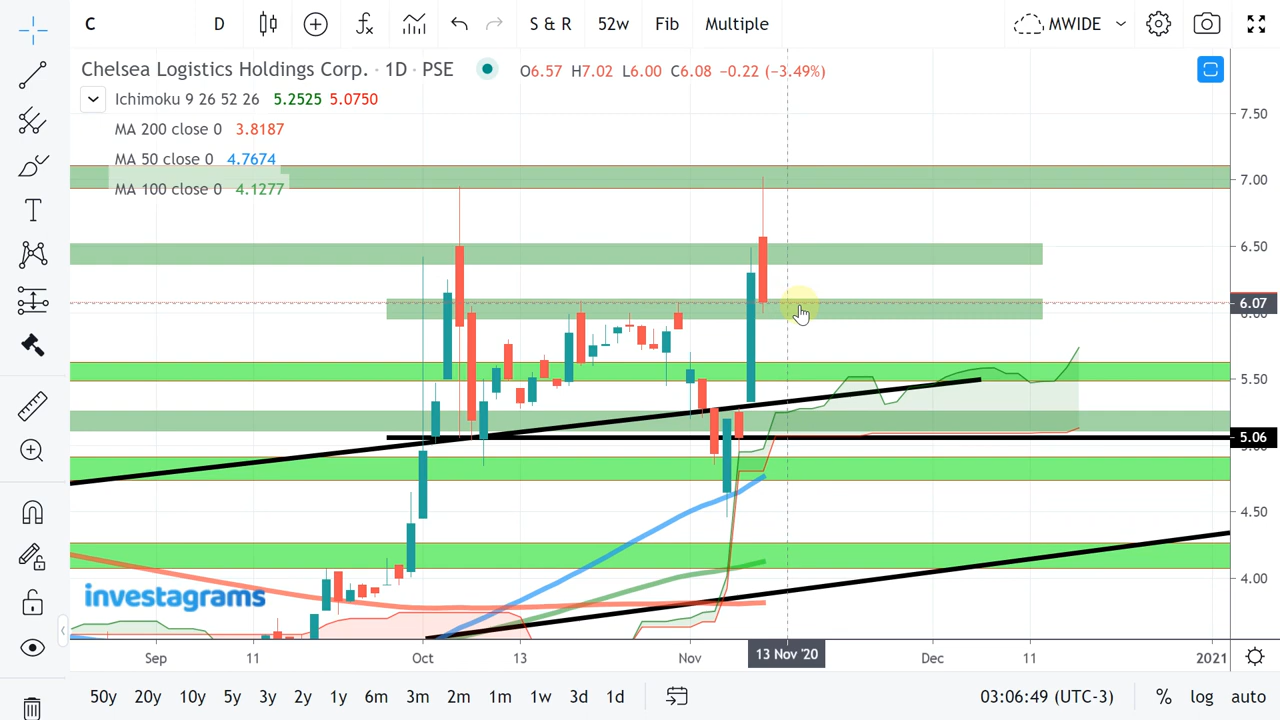 C D S & R 52w Fib Multiple MWIDE
Chelsea Logistics Holdings Corp. · 1D · PSE O6.57 H7.02 L6.00 C6.08 −0.22 (−3.49%)
Ichimoku 9 26 52 26 5.2525 5.0750
MA 200 close 0 3.8187
MA 50 close 0 4.7674
MA 100 close 0 4.1277
7.50
7.00
6.50
6.07
5.50
5.06
4.50
4.00
investagrams
Sep 11 Oct 13 Nov 13 Nov '20 Dec 11 2021
50y 20y 10y 5y 3y 2y 1y 6m 3m 2m 1m 1w 3d 1d 03:06:49 (UTC-3) % log auto